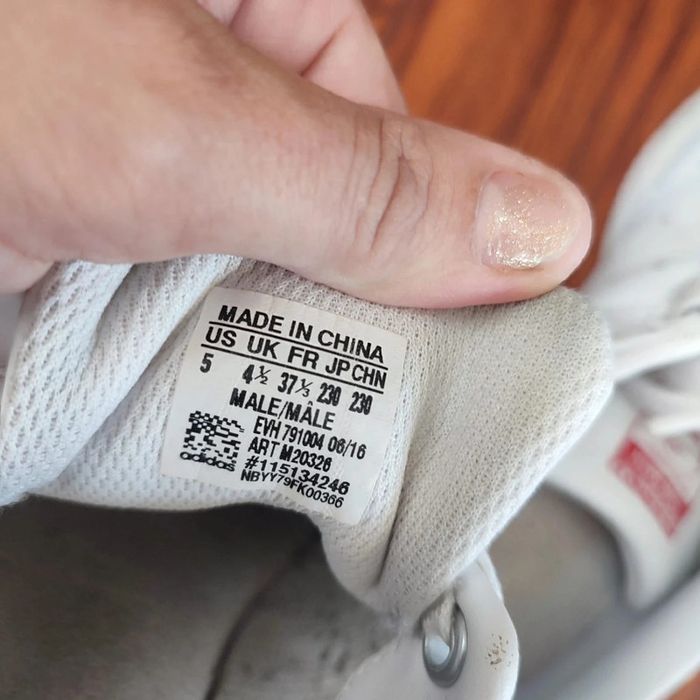 MADE IN CHINA
US UK FR JP CHN
5 4½ 37⅓ 230 230
MALE/MÂLE
EVH 791004 06/16
ART M20326
#115134246
NBYY79FK00366
adidas